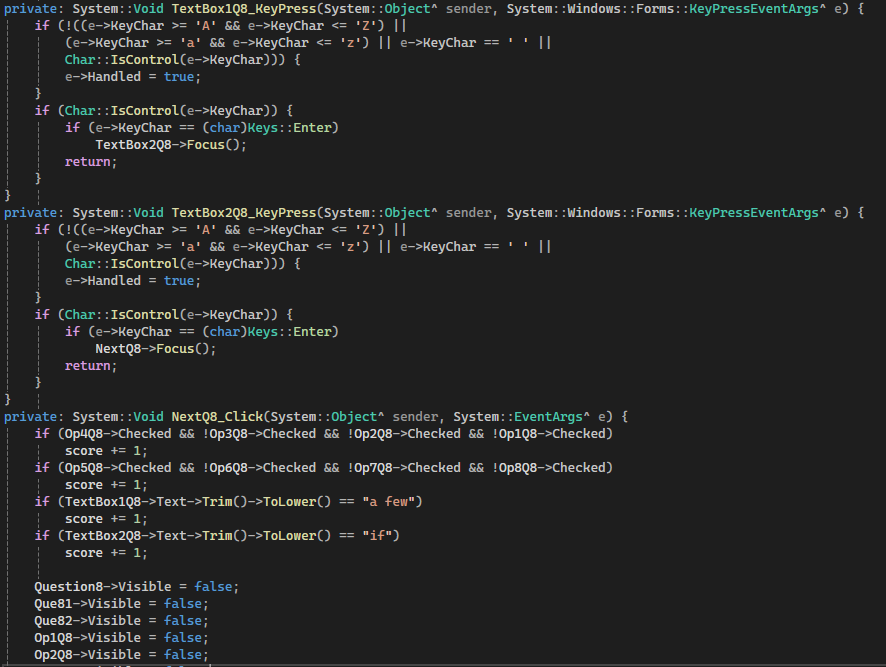 private: System::Void TextBox1Q8_KeyPress(System::Object^ sender, System::Windows::Forms::KeyPressEventArgs^ e) {
if (!((e->KeyChar >= 'A' && e->KeyChar <= 'Z') ||
(e->KeyChar >= 'a' && e->KeyChar <= 'z') || e->KeyChar == ' ' ||
Char::IsControl(e->KeyChar))) {
e->Handled = true;
}
if (Char::IsControl(e->KeyChar)) {
if (e->KeyChar == (char)Keys::Enter)
TextBox2Q8->Focus();
return;
}
}
private: System::Void TextBox2Q8_KeyPress(System::Object^ sender, System::Windows::Forms::KeyPressEventArgs^ e) {
if (!((e->KeyChar >= 'A' && e->KeyChar <= 'Z') ||
(e->KeyChar >= 'a' && e->KeyChar <= 'z') || e->KeyChar == ' ' ||
Char::IsControl(e->KeyChar))) {
e->Handled = true;
}
if (Char::IsControl(e->KeyChar)) {
if (e->KeyChar == (char)Keys::Enter)
NextQ8->Focus();
return;
}
}
private: System::Void NextQ8_Click(System::Object^ sender, System::EventArgs^ e) {
if (Op4Q8->Checked && !Op3Q8->Checked && !Op2Q8->Checked && !Op1Q8->Checked)
score += 1;
if (Op5Q8->Checked && !Op6Q8->Checked && !Op7Q8->Checked && !Op8Q8->Checked)
score += 1;
if (TextBox1Q8->Text->Trim()->ToLower() == "a few")
score += 1;
if (TextBox2Q8->Text->Trim()->ToLower() == "if")
score += 1;
Question8->Visible = false;
Que81->Visible = false;
Que82->Visible = false;
Op1Q8->Visible = false;
Op2Q8->Visible = false;